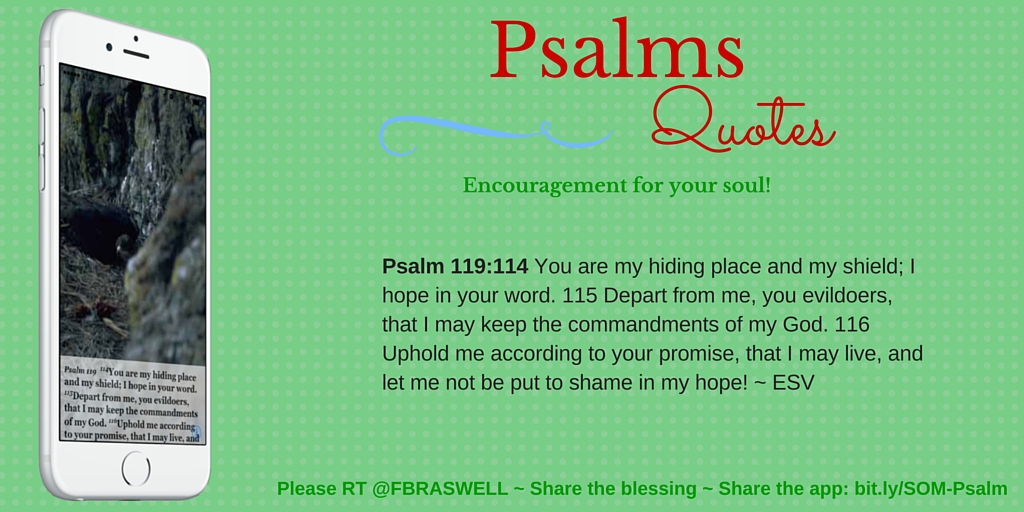 Psalms
Quotes
Encouragement for your soul!
Psalm 119:114 You are my hiding place and my shield; I
hope in your word. 115 Depart from me, you evildoers,
that I may keep the commandments of my God. 116
Uphold me according to your promise, that I may live, and
let me not be put to shame in my hope! ~ ESV
Psalm 119 114You are my hiding place
and my shield; I hope in your word.
115Depart from me, you evildoers,
that I may keep the commandments
of my God. 116Uphold me according
to your promise, that I may live, and
Please RT @FBRASWELL ~ Share the blessing ~ Share the app: bit.ly/SOM-Psalm